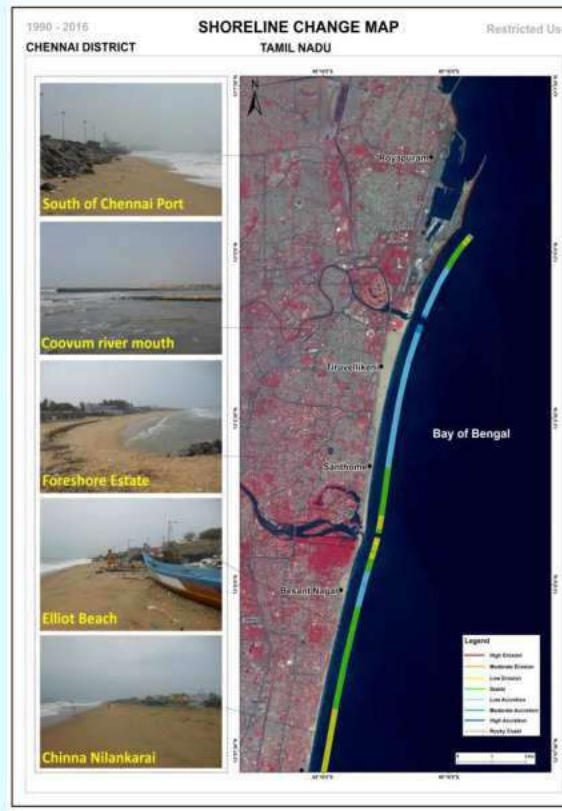 1990 - 2016
SHORELINE CHANGE MAP
Restricted Us
CHENNAI DISTRICT
TAMIL NADU
N
South of Chennai Port
Coovum river mouth
Foreshore Estate
Elliot Beach
Chinna Nilankarai
Royapuram
Tiruvellikeni
Santhome
Besant Nagar
Bay of Bengal
Legend
High Erosion
Moderate Erosion
Low Erosion
Stable
Low Accretion
Moderate Accretion
High Accretion
Rocky Coast